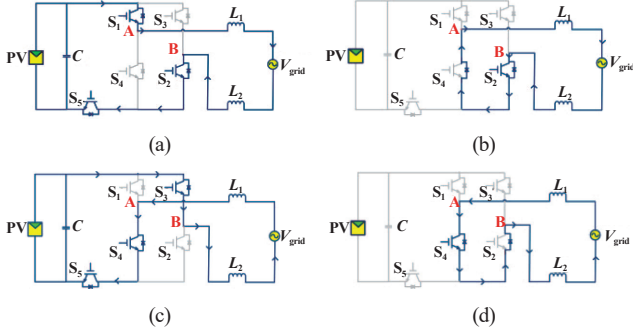 S1 S3 L1
A
PV C B Vgrid
S4 S2
S5 L2
(a)
S1 S3 L1
A
PV C B Vgrid
S4 S2
S5 L2
(b)
S1 S3 L1
A
PV C B Vgrid
S4 S2
S5 L2
(c)
S1 S3 L1
A
PV C B Vgrid
S4 S2
S5 L2
(d)